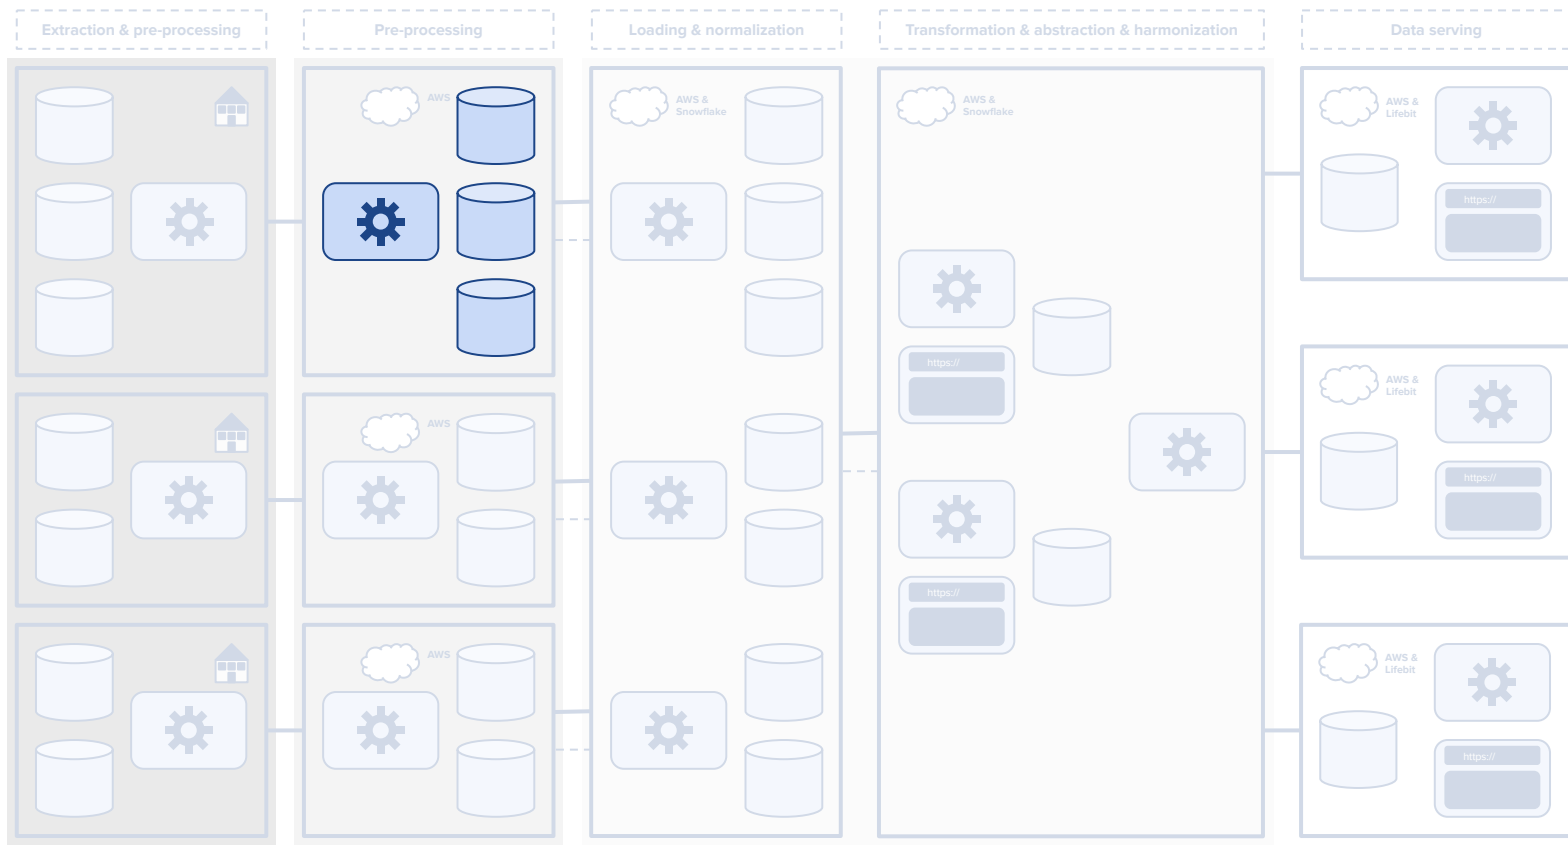 Extraction & pre-processing
Pre-processing
Loading & normalization
Transformation & abstraction & harmonization
Data serving
AWS
AWS &
Snowflake
AWS &
Snowflake
AWS &
Lifebit
https://
https://
AWS &
Lifebit
https://
AWS
https://
AWS
AWS &
Lifebit
https://